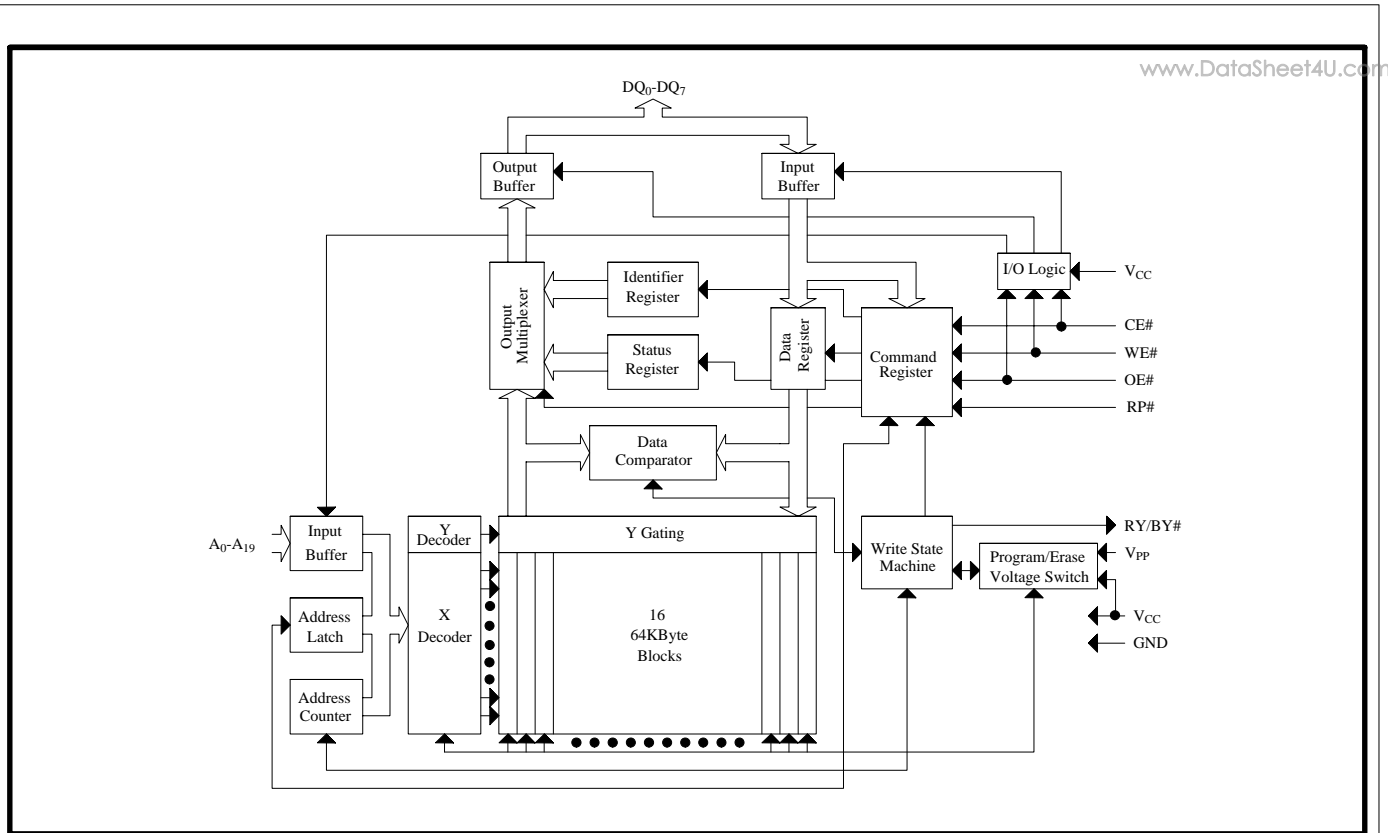 www.DataSheet4U.com
DQ0-DQ7
Output
Buffer
Input
Buffer
I/O Logic
VCC
Output
Multiplexer
Identifier
Register
Status
Register
Data
Register
Command
Register
CE#
WE#
OE#
RP#
Data
Comparator
A0-A19
Input
Buffer
Y
Decoder
Y Gating
Write State
Machine
RY/BY#
Program/Erase
Voltage Switch
VPP
VCC
GND
Address
Latch
X
Decoder
16
64KByte
Blocks
Address
Counter